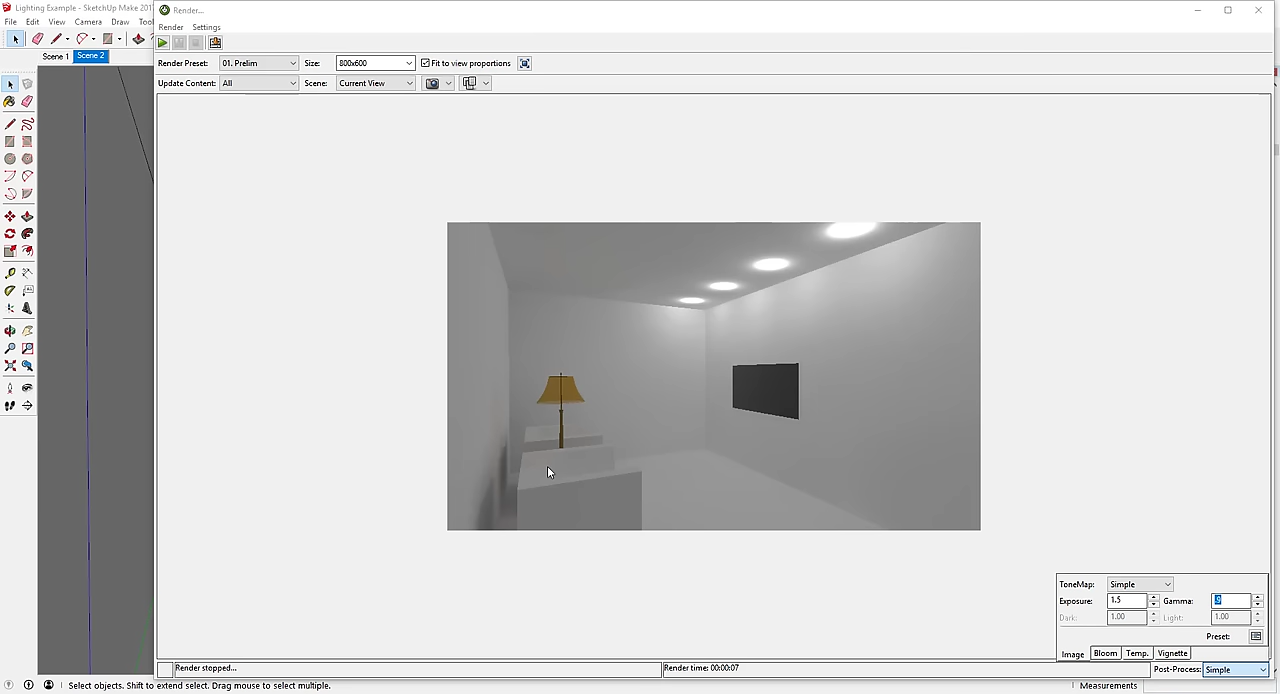 Lighting Example - SketchUp Make 201
Render...
File Edit View Camera Draw Tool
Render Settings
Scene 1 Scene 2
Render Preset: 01. Prelim Size: 800x600 Fit to view proportions
Update Content: All Scene: Current View
ToneMap: Simple
Exposure: 1.5 Gamma: .9
Dark: 1.00 Light: 1.00
Preset:
Image Bloom Temp. Vignette
Render stopped... Render time: 00:00:07 Post-Process: Simple
Select objects. Shift to extend select. Drag mouse to select multiple. Measurements